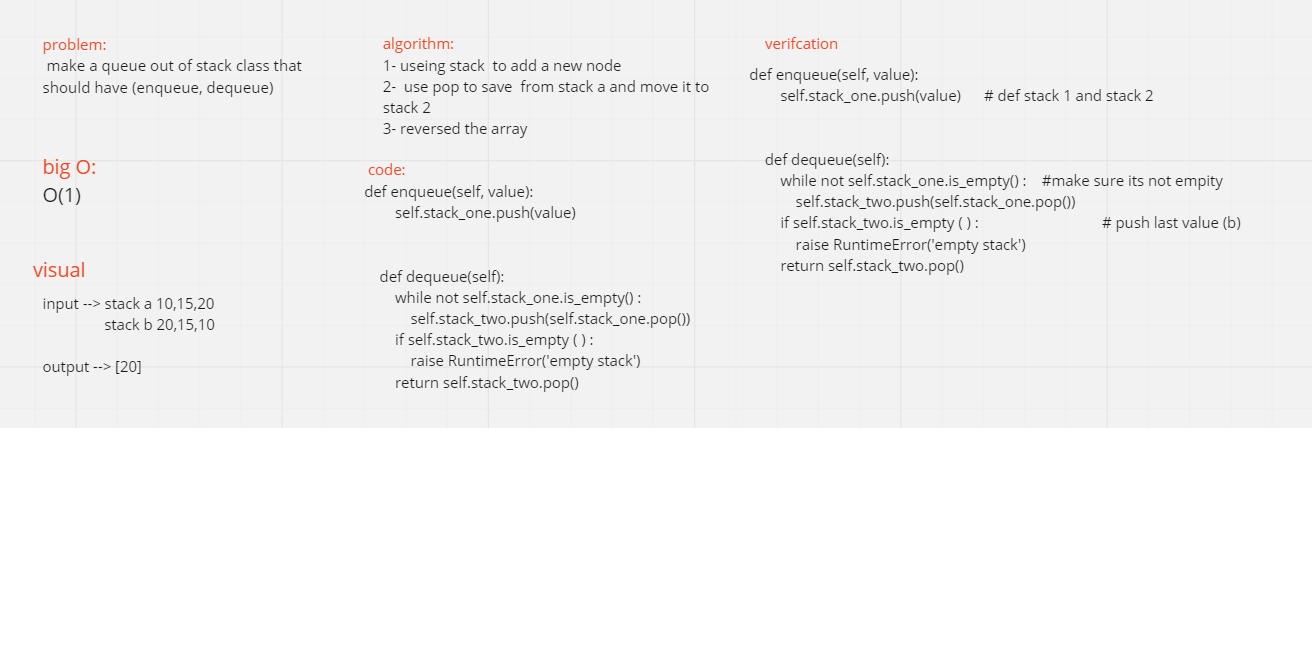 problem:
make a queue out of stack class that
should have (enqueue, dequeue)
big O:
O(1)
visual
input --> stack a 10,15,20
stack b 20,15,10
output --> [20]
algorithm:
1- useing stack  to add a new node
2-  use pop to save  from stack a and move it to
stack 2
3- reversed the array
code:
def enqueue(self, value):
self.stack_one.push(value)
def dequeue(self):
while not self.stack_one.is_empty() :
self.stack_two.push(self.stack_one.pop())
if self.stack_two.is_empty ( ) :
raise RuntimeError('empty stack')
return self.stack_two.pop()
verifcation
def enqueue(self, value):
self.stack_one.push(value)      # def stack 1 and stack 2
def dequeue(self):
while not self.stack_one.is_empty() :    #make sure its not empity
self.stack_two.push(self.stack_one.pop())
if self.stack_two.is_empty ( ) :                                # push last value (b)
raise RuntimeError('empty stack')
return self.stack_two.pop()